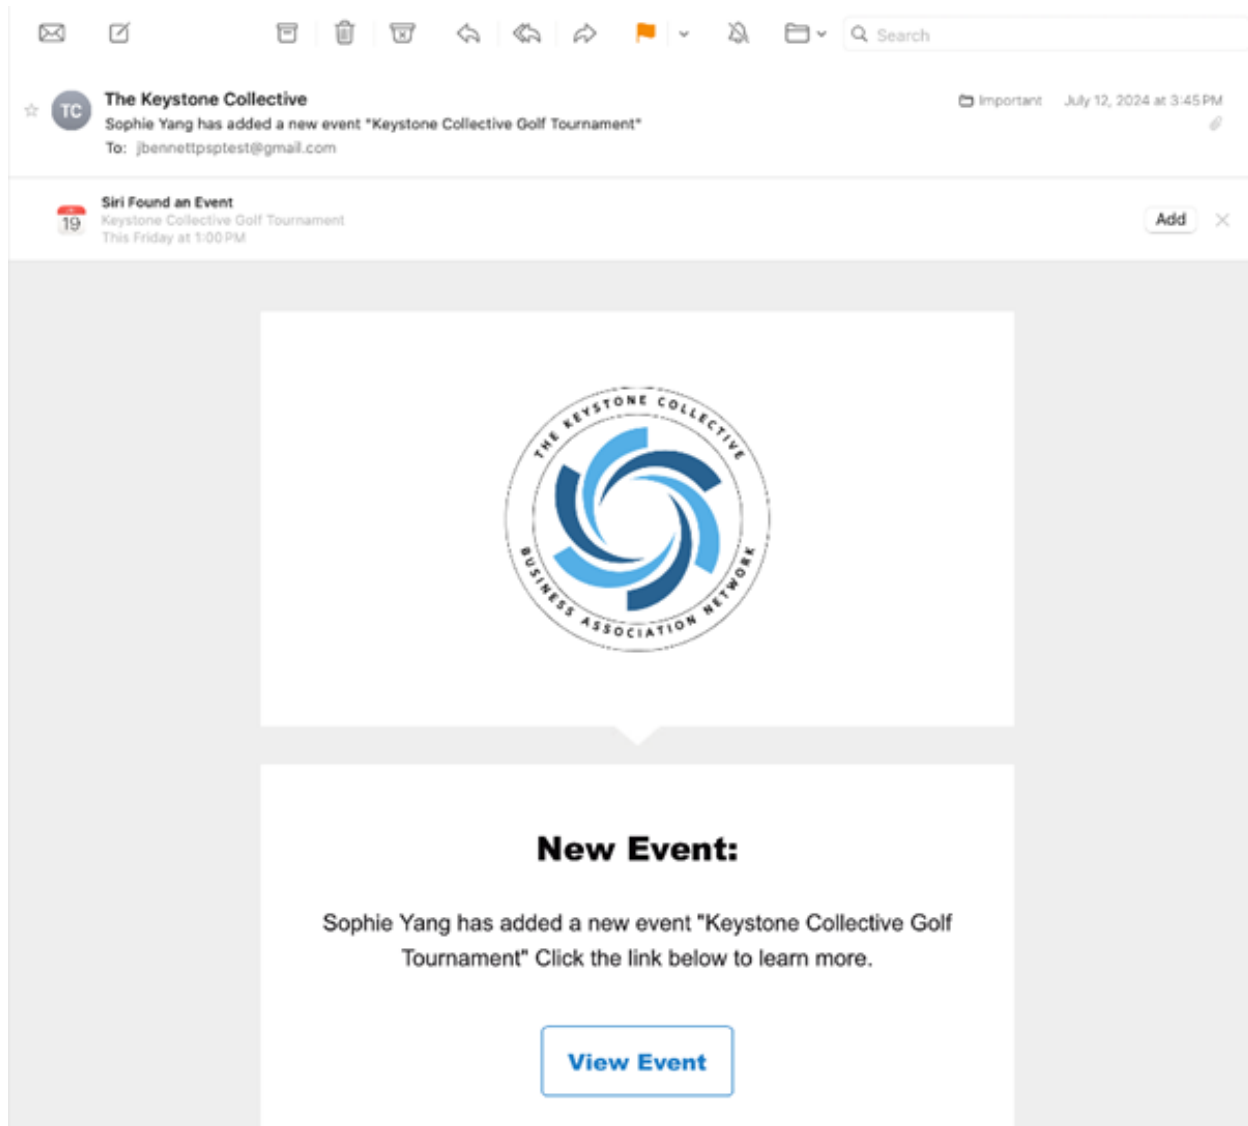 Search
TC
The Keystone Collective
Important
July 12, 2024 at 3:45 PM
Sophie Yang has added a new event "Keystone Collective Golf Tournament"
To: jbennettpsptest@gmail.com
19
Siri Found an Event
Keystone Collective Golf Tournament
This Friday at 1:00 PM
Add
THE KEYSTONE COLLECTIVE
BUSINESS ASSOCIATION NETWORK
New Event:
Sophie Yang has added a new event "Keystone Collective Golf
Tournament" Click the link below to learn more.
View Event